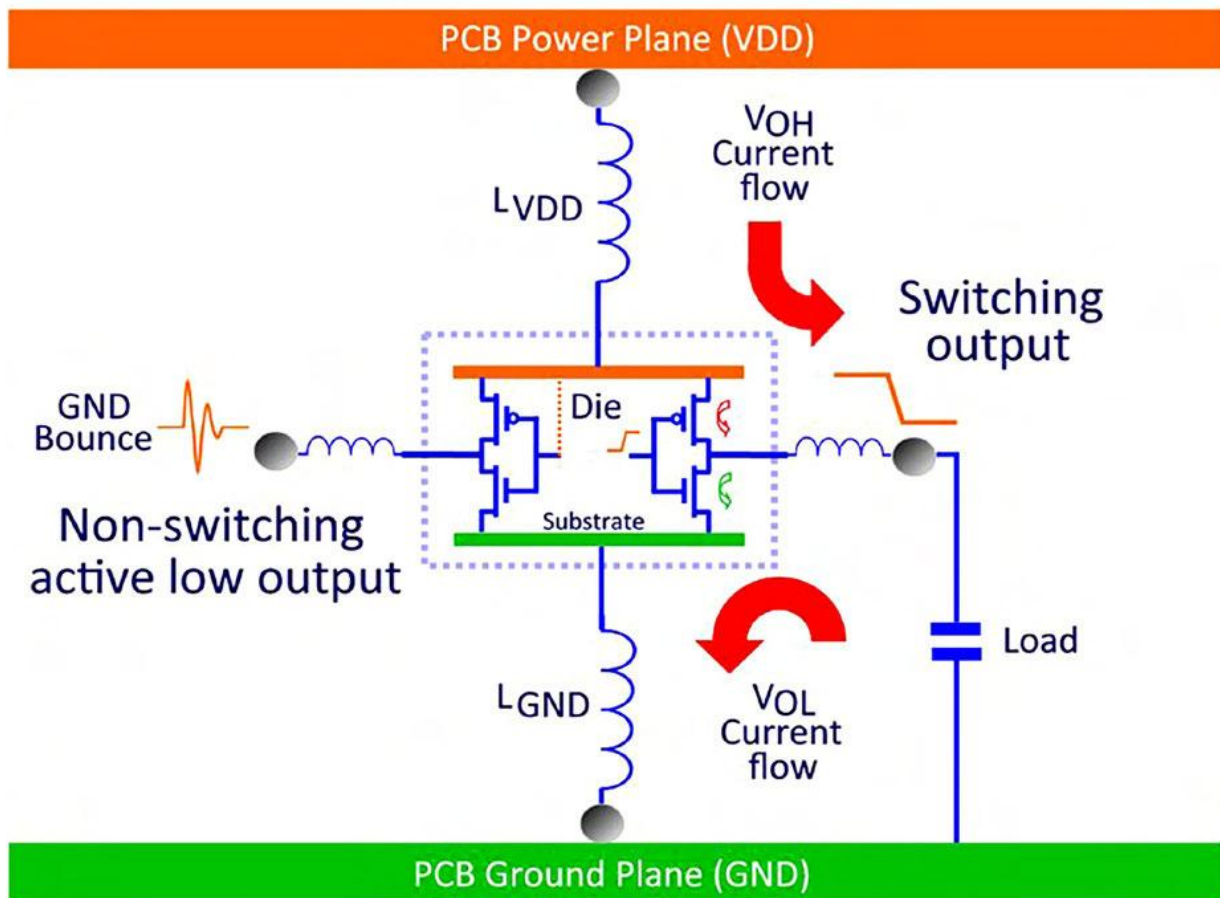 PCB Power Plane (VDD)
VOH
Current
flow
LVDD
Switching
output
GND
Bounce
Die
Non-switching
active low output
Substrate
Load
LGND
VOL
Current
flow
PCB Ground Plane (GND)